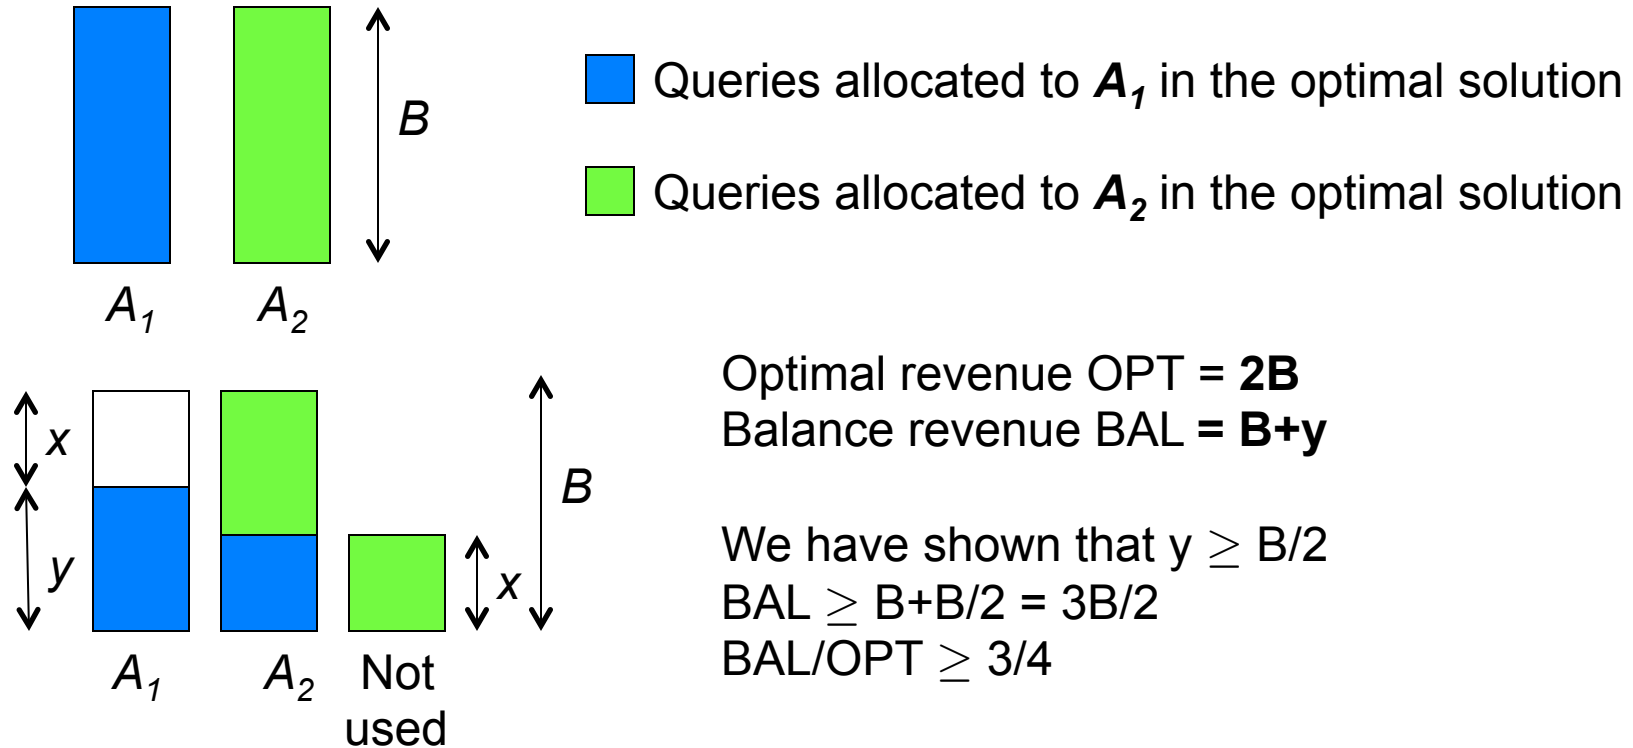 B
Queries allocated to A1 in the optimal solution
Queries allocated to A2 in the optimal solution
A1
A2
x
y
B
x
A1
A2
Not
used
Optimal revenue OPT = 2B
Balance revenue BAL = B+y
We have shown that y ≥ B/2
BAL ≥ B+B/2 = 3B/2
BAL/OPT ≥ 3/4